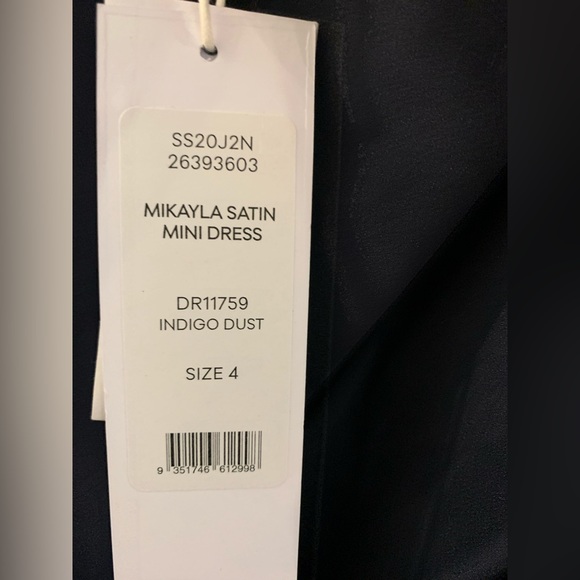 SS20J2N
26393603
MIKAYLA SATIN
MINI DRESS
DR11759
INDIGO DUST
SIZE 4
9 351746 612998